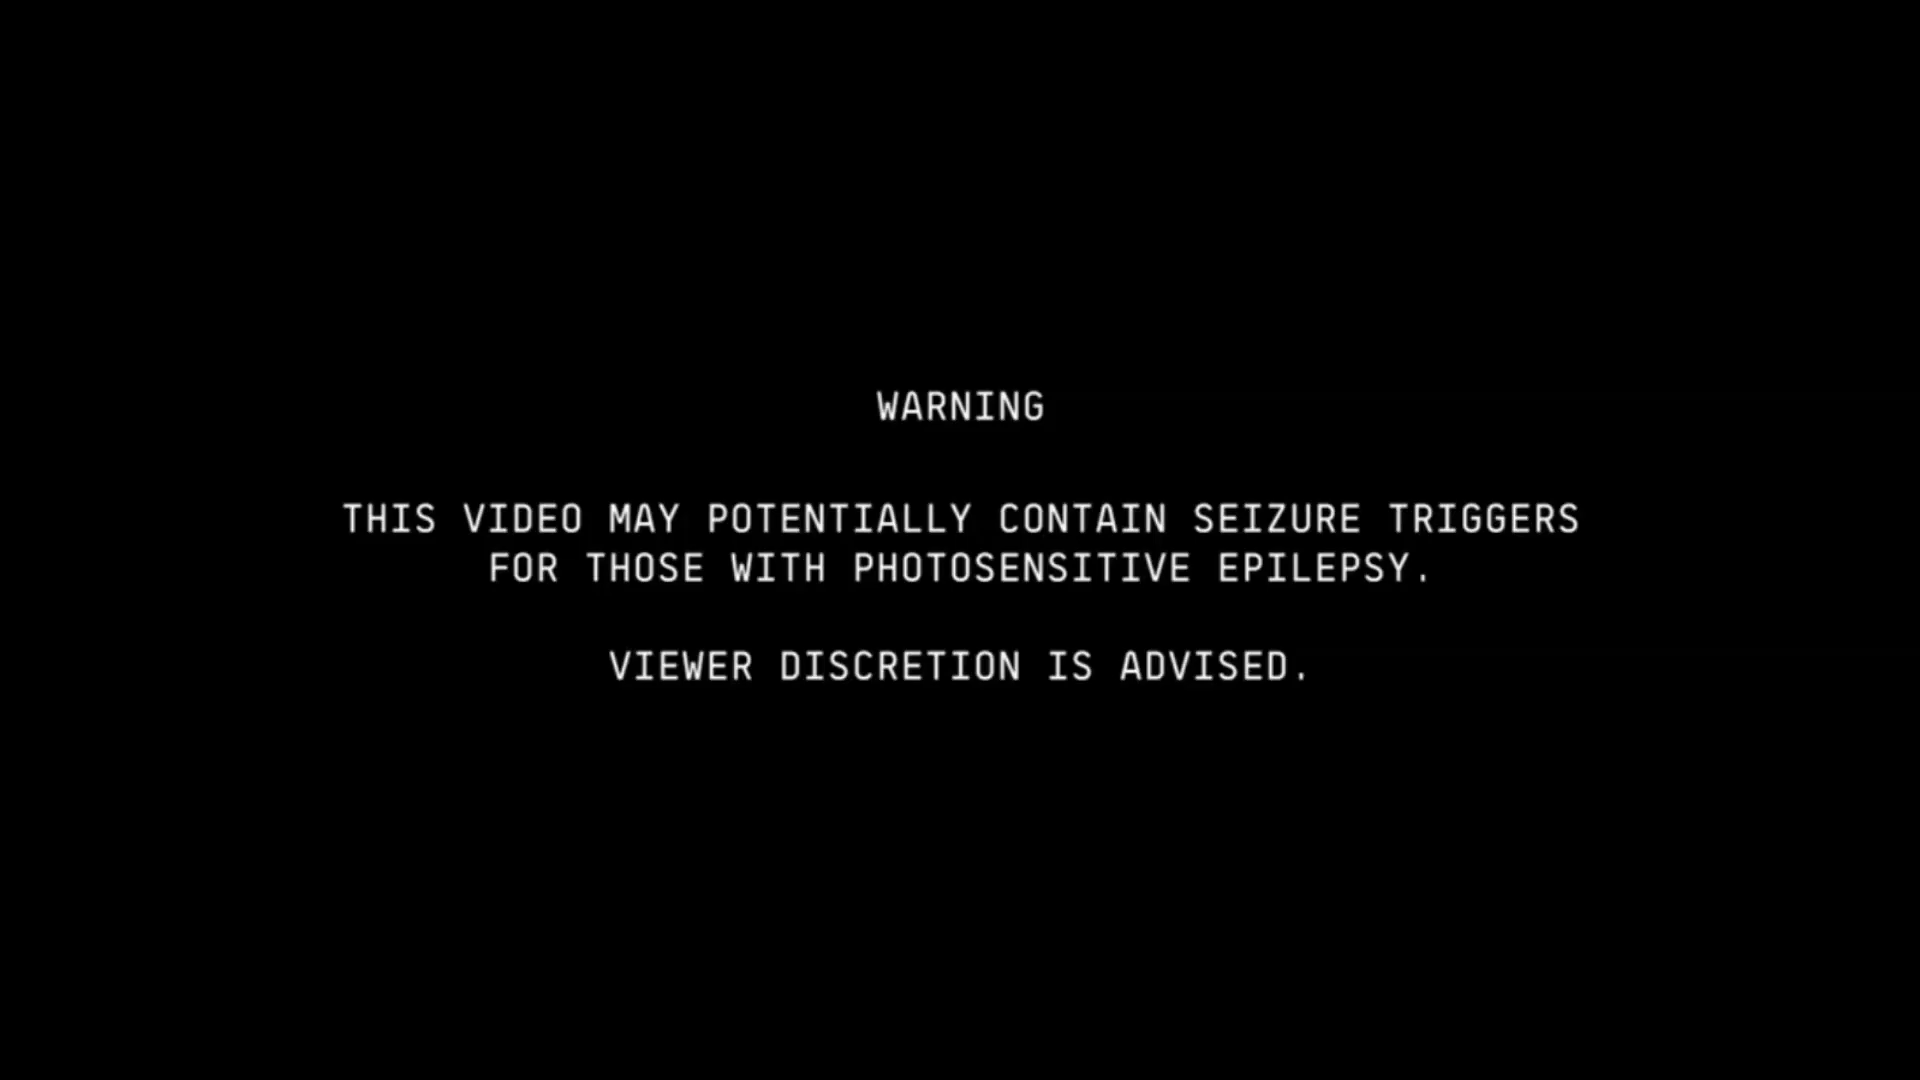 WARNING
THIS VIDEO MAY POTENTIALLY CONTAIN SEIZURE TRIGGERS
FOR THOSE WITH PHOTOSENSITIVE EPILEPSY.
VIEWER DISCRETION IS ADVISED.